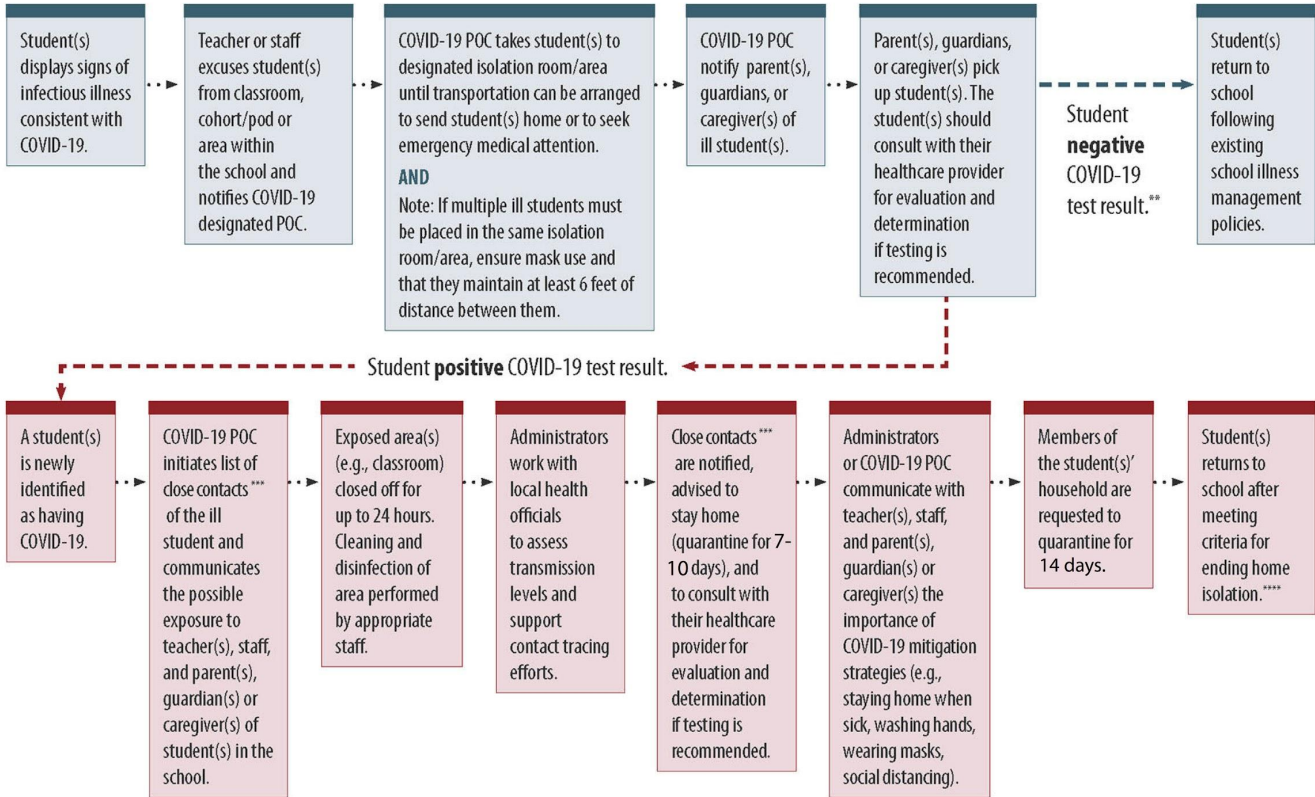 Student(s)
displays signs of
infectious illness
consistent with
COVID-19.
Teacher or staff
excuses student(s)
from classroom,
cohort/pod or
area within
the school and
notifies COVID-19
designated POC.
COVID-19 POC takes student(s) to
designated isolation room/area
until transportation can be arranged
to send student(s) home or to seek
emergency medical attention.
AND
Note: If multiple ill students must
be placed in the same isolation
room/area, ensure mask use and
that they maintain at least 6 feet of
distance between them.
COVID-19 POC
notify parent(s),
guardians, or
caregiver(s) of
ill student(s).
Parent(s), guardians,
or caregiver(s) pick
up student(s). The
student(s) should
consult with their
healthcare provider
for evaluation and
determination
if testing is
recommended.
Student
negative
COVID-19
test result.**
Student(s)
return to
school
following
existing
school illness
management
policies.
Student positive COVID-19 test result.
A student(s)
is newly
identified
as having
COVID-19.
COVID-19 POC
initiates list of
close contacts***
of the ill
student and
communicates
the possible
exposure to
teacher(s), staff,
and parent(s),
guardian(s) or
caregiver(s) of
student(s) in the
school.
Exposed area(s)
(e.g., classroom)
closed off for
up to 24 hours.
Cleaning and
disinfection of
area performed
by appropriate
staff.
Administrators
work with
local health
officials
to assess
transmission
levels and
support
contact tracing
efforts.
Close contacts***
are notified,
advised to
stay home
(quarantine for 7-
10 days), and
to consult with
their healthcare
provider for
evaluation and
determination
if testing is
recommended.
Administrators
or COVID-19 POC
communicate with
teacher(s), staff,
and parent(s),
guardian(s) or
caregiver(s) the
importance of
COVID-19 mitigation
strategies (e.g.,
staying home when
sick, washing hands,
wearing masks,
social distancing).
Members of
the student(s)'
household are
requested to
quarantine for
14 days.
Student(s)
returns to
school after
meeting
criteria for
ending home
isolation.****